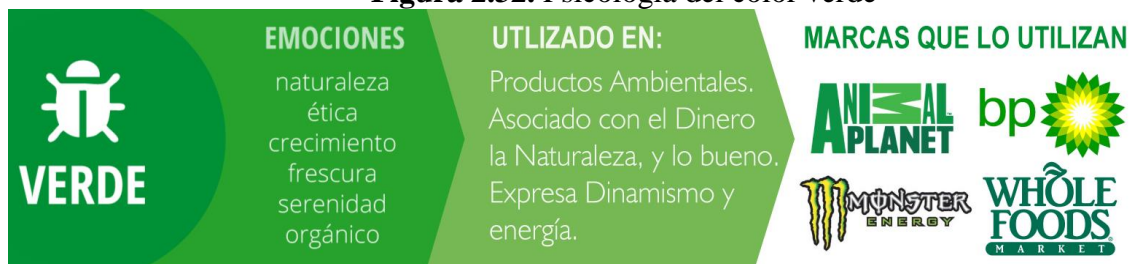 Figura 2.32. Psicología del color verde
VERDE
EMOCIONES
naturaleza
ética
crecimiento
frescura
serenidad
orgánico
UTLIZADO EN:
Productos Ambientales.
Asociado con el Dinero
la Naturaleza, y lo bueno.
Expresa Dinamismo y
energía.
MARCAS QUE LO UTILIZAN
ANIMAL
PLANET
bp
MONSTER
ENERGY
WHOLE
FOODS
MARKET